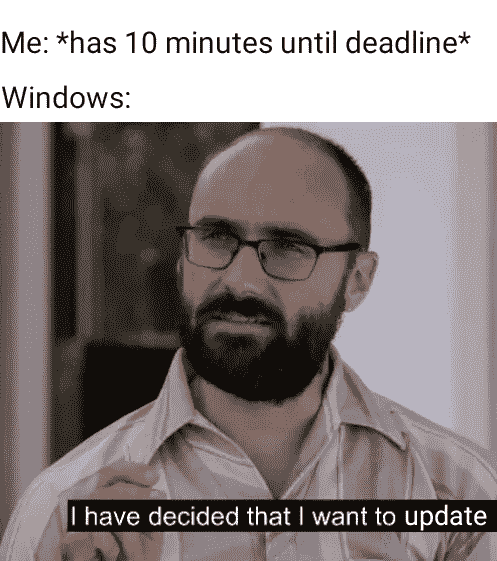 Me: *has 10 minutes until deadline*
Windows:
I have decided that I want to update